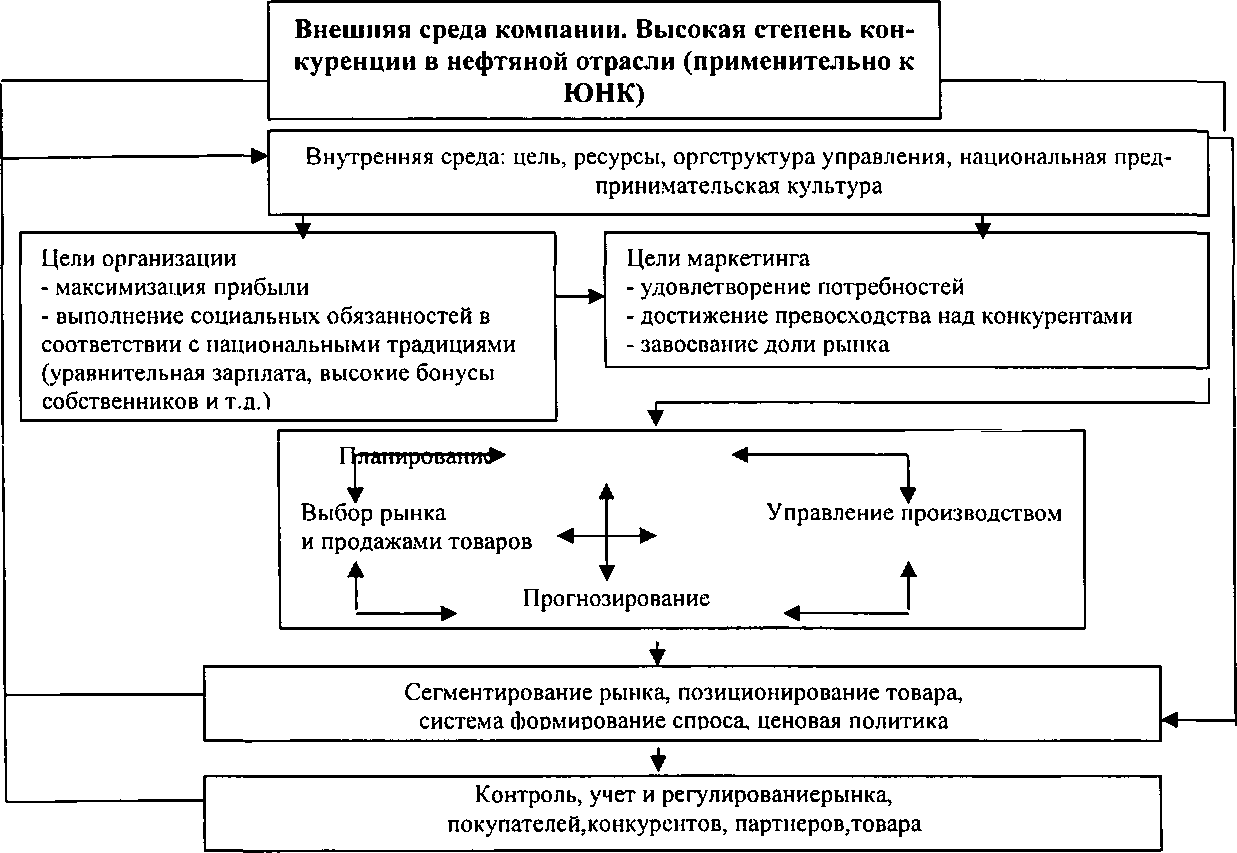 Внешняя среда компании. Высокая степень кон-
куренции в нефтяной отрасли (применительно к
ЮНК)
Внутренняя среда: цель, ресурсы, оргструктура управления, национальная пред-
принимательская культура
Цели организации
- максимизация прибыли
- выполнение социальных обязанностей в
соответствии с национальными традициями
(уравнительная зарплата, высокие бонусы
собственников и т.д.)
Цели маркетинга
- удовлетворение потребностей
- достижение превосходства над конкурентами
- завоевание доли рынка
Планирование
Выбор рынка
и продажами товаров
Управление производством
Прогнозирование
Сегментирование рынка, позиционирование товара,
система формирование спроса, ценовая политика
Контроль, учет и регулированиерынка,
покупателей,конкурентов, партнеров,товара